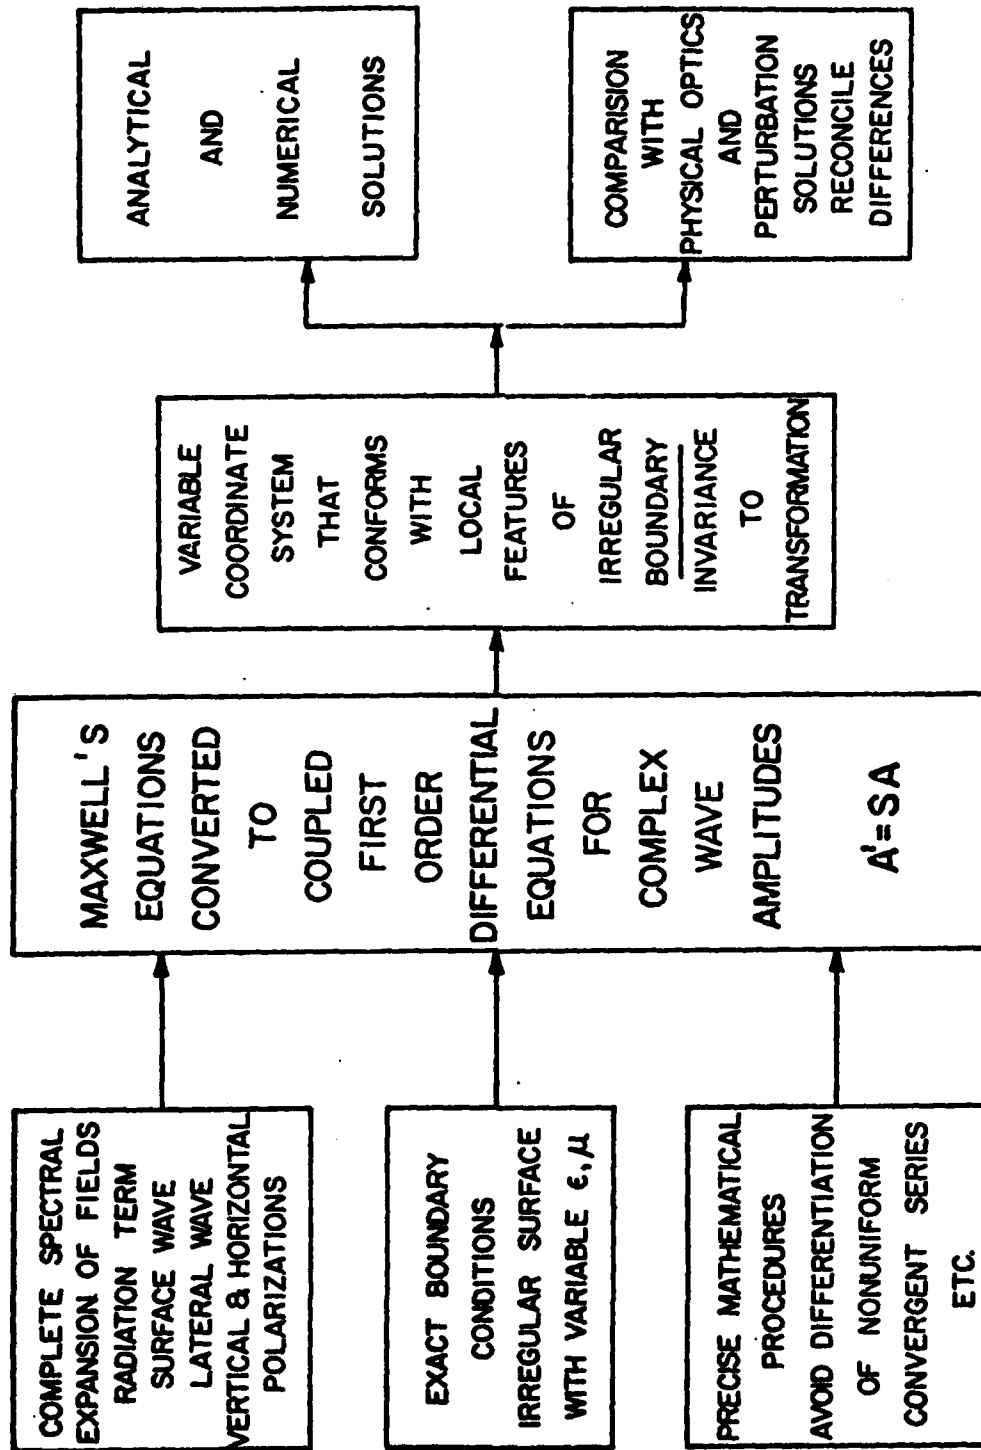 COMPLETE SPECTRAL
EXPANSION OF FIELDS
RADIATION TERM
SURFACE WAVE
LATERAL WAVE
VERTICAL & HORIZONTAL
POLARIZATIONS
EXACT BOUNDARY
CONDITIONS
IRREGULAR SURFACE
WITH VARIABLE ϵ,μ
PRECISE MATHEMATICAL
PROCEDURES
AVOID DIFFERENTIATION
OF NONUNIFORM
CONVERGENT SERIES
ETC.
MAXWELL'S
EQUATIONS
CONVERTED
TO
COUPLED
FIRST
ORDER
DIFFERENTIAL
EQUATIONS
FOR
COMPLEX
WAVE
AMPLITUDES
A'=SA
VARIABLE
COORDINATE
SYSTEM
THAT
CONFORMS
WITH
LOCAL
FEATURES
OF
IRREGULAR
BOUNDARY
INVARIANCE
TO
TRANSFORMATION
ANALYTICAL
AND
NUMERICAL
SOLUTIONS
COMPARISION
WITH
PHYSICAL OPTICS
AND
PERTURBATION
SOLUTIONS
RECONCILE
DIFFERENCES